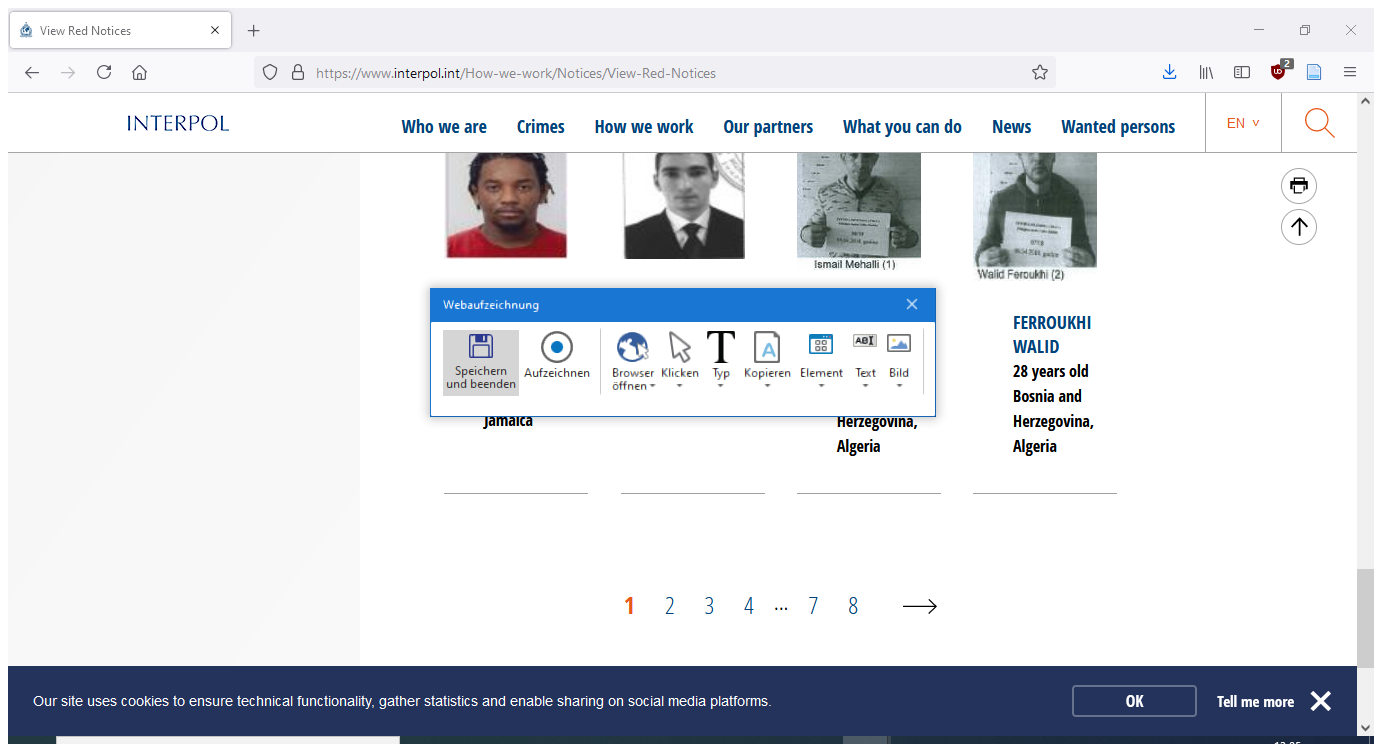 View Red Notices
https://www.interpol.int/How-we-work/Notices/View-Red-Notices
2
INTERPOL
Who we are Crimes How we work Our partners What you can do News Wanted persons
EN
Ismail Mehalli (1)
Walid Feroukhi (2)
Webaufzeichnung
Speichern und beenden
Aufzeichnen
Browser öffnen
Klicken
Typ
Kopieren
Element
Text
Bild
T
A
ABI
Jamaica
Herzegovina,
Algeria
FERROUKHI
WALID
28 years old
Bosnia and
Herzegovina,
Algeria
1 2 3 4 ... 7 8
Our site uses cookies to ensure technical functionality, gather statistics and enable sharing on social media platforms.
OK
Tell me more